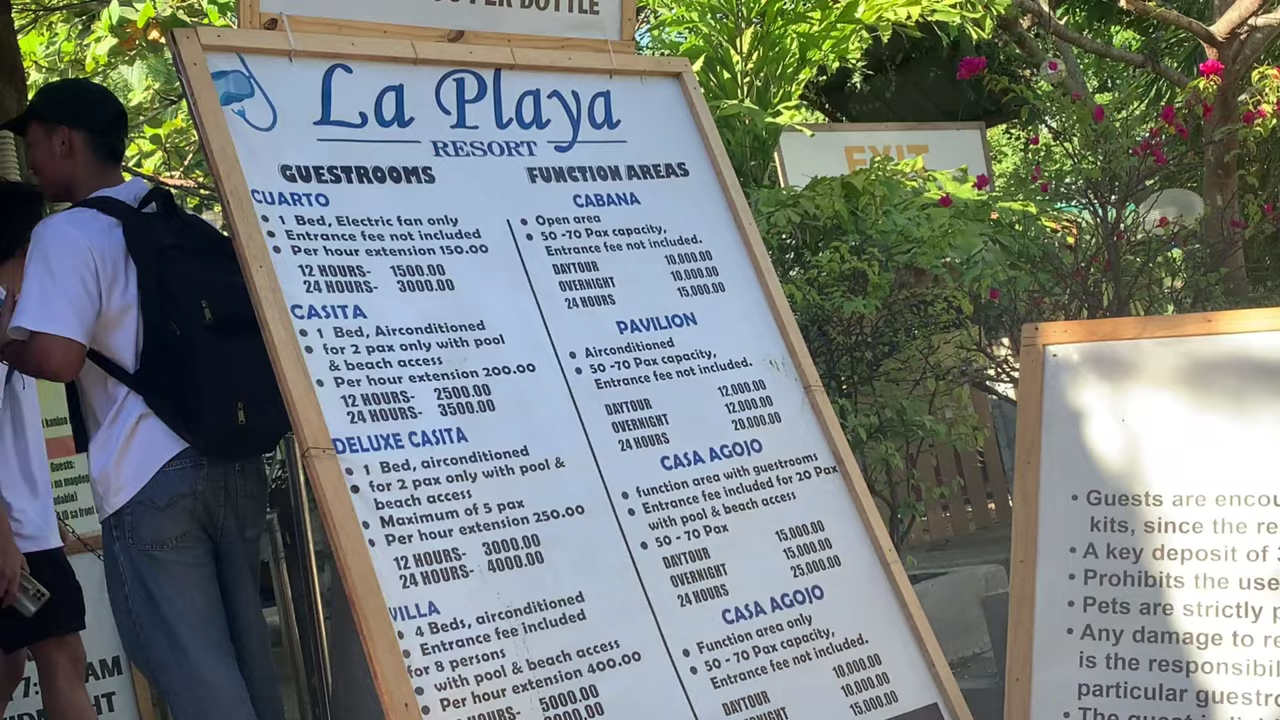 PER BOTTLE
La Playa
RESORT
GUESTROOMS
CUARTO
• 1 Bed, Electric fan only
• Entrance fee not included
• Per hour extension 150.00
12 HOURS- 1500.00
24 HOURS- 3000.00
CASITA
• 1 Bed, Airconditioned
• for 2 pax only with pool
& beach access
• Per hour extension 200.00
12 HOURS- 2500.00
24 HOURS- 3500.00
DELUXE CASITA
• 1 Bed, airconditioned
• for 2 pax only with pool &
beach access
• Maximum of 5 pax
• Per hour extension 250.00
12 HOURS- 3000.00
24 HOURS- 4000.00
VILLA
• 4 Beds, airconditioned
• Entrance fee included
for 8 persons
• with pool & beach access
• Per hour extension 400.00
HOURS- 5000.00
HOURS-
FUNCTION AREAS
CABANA
• Open area
• 50 -70 Pax capacity,
Entrance fee not included.
DAYTOUR 10,000.00
OVERNIGHT 10,000.00
24 HOURS 15,000.00
PAVILION
• Airconditioned
• 50 -70 Pax capacity,
Entrance fee not included.
DAYTOUR 12,000.00
OVERNIGHT 12,000.00
24 HOURS 20,000.00
CASA AGOJO
• function area with guestrooms
• Entrance fee included for 20 Pax
with pool & beach access
• 50 - 70 Pax
DAYTOUR 15,000.00
OVERNIGHT 15,000.00
24 HOURS 25,000.00
CASA AGOJO
• Function area only
• 50 - 70 Pax capacity,
Entrance fee not included.
DAYTOUR 10,000.00
10,000.00
15,000.00
EXIT
• Guests are
kits, since the
• A key deposit of
• Prohibits the use
• Pets are strictly
• Any damage to
is the
particular
• The
kanino
Guests:
AM